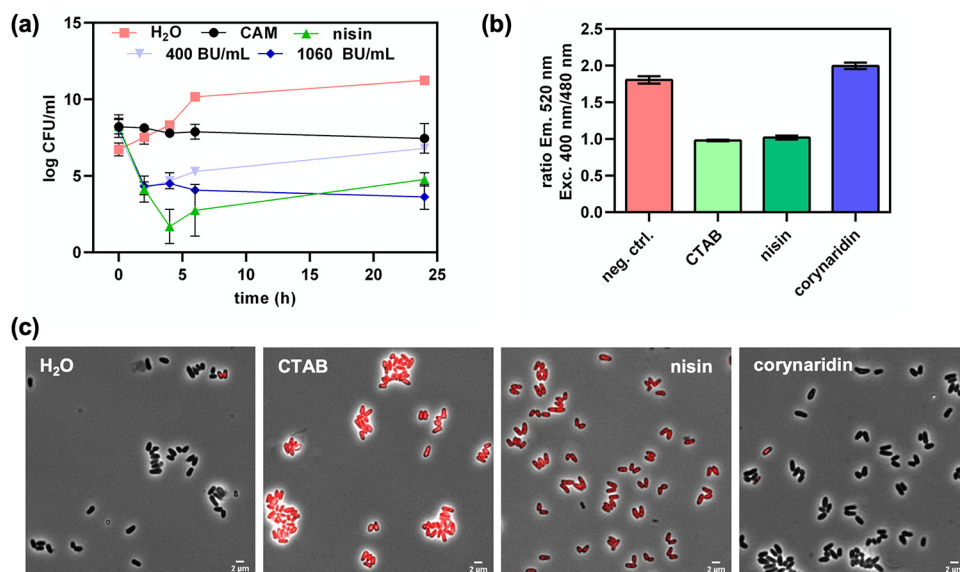 (a)
15
10
5
0
log CFU/ml
H₂O CAM nisin
400 BU/mL 1060 BU/mL
0 5 10 15 20 25
time (h)
(b)
2.5
2.0
1.5
1.0
0.5
0.0
ratio Em. 520 nm
Exc. 400 nm/480 nm
neg. ctrl.
CTAB
nisin
corynaridin
(c)
H₂O CTAB nisin corynaridin
2 µm 2 µm 2 µm 2 µm